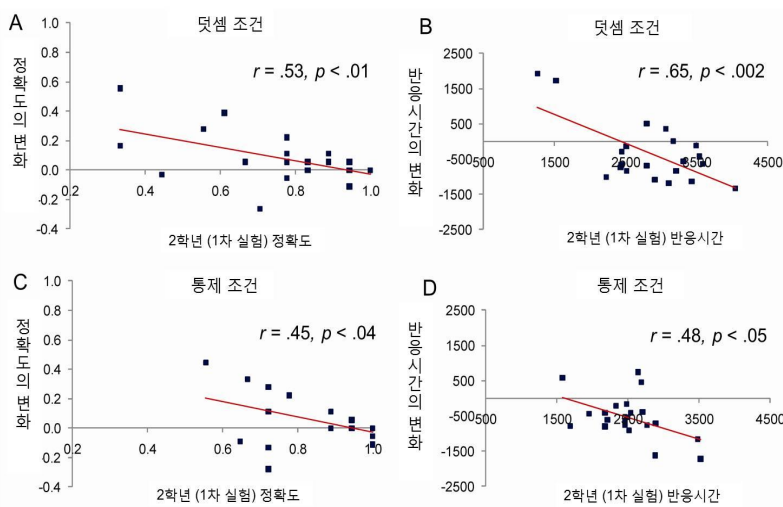 A
덧셈 조건
정확도의 변화
r = .53, p < .01
1.0
0.8
0.6
0.4
0.2
0.0
-0.2
-0.4
0.2
0.4
0.6
0.8
1.0
2학년 (1차 실험) 정확도
B
덧셈 조건
반응시간의 변화
r = .65, p < .002
2500
1500
500
-500
-1500
-2500
500
1500
2500
3500
4500
2학년 (1차 실험) 반응시간
C
통제 조건
정확도의 변화
r = .45, p < .04
1.0
0.8
0.6
0.4
0.2
0.0
-0.2
-0.4
0.2
0.4
0.6
0.8
1.0
2학년 (1차 실험) 정확도
D
통제 조건
반응시간의 변화
r = .48, p < .05
2500
1500
500
-500
-1500
-2500
500
1500
2500
3500
4500
2학년 (1차 실험) 반응시간